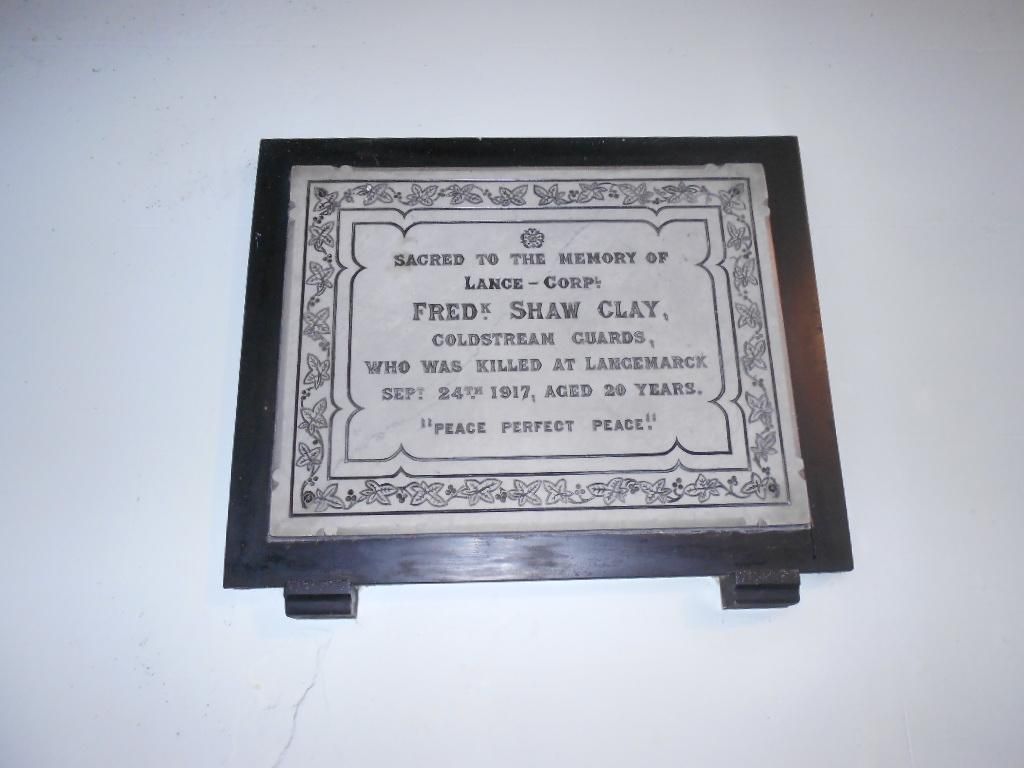 SACRED TO THE MEMORY OF
LANCE-CORPL.
FREDK. SHAW CLAY,
COLDSTREAM GUARDS,
WHO WAS KILLED AT LANGEMARCK
SEPT. 24TH. 1917, AGED 20 YEARS.
"PEACE PERFECT PEACE."